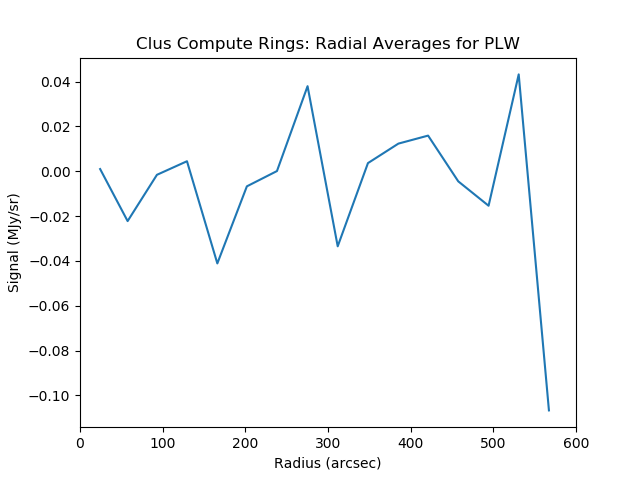 Clus Compute Rings: Radial Averages for PLW
0.04
0.02
0.00
−0.02
−0.04
−0.06
−0.08
−0.10
Signal (MJy/sr)
0 100 200 300 400 500 600
Radius (arcsec)